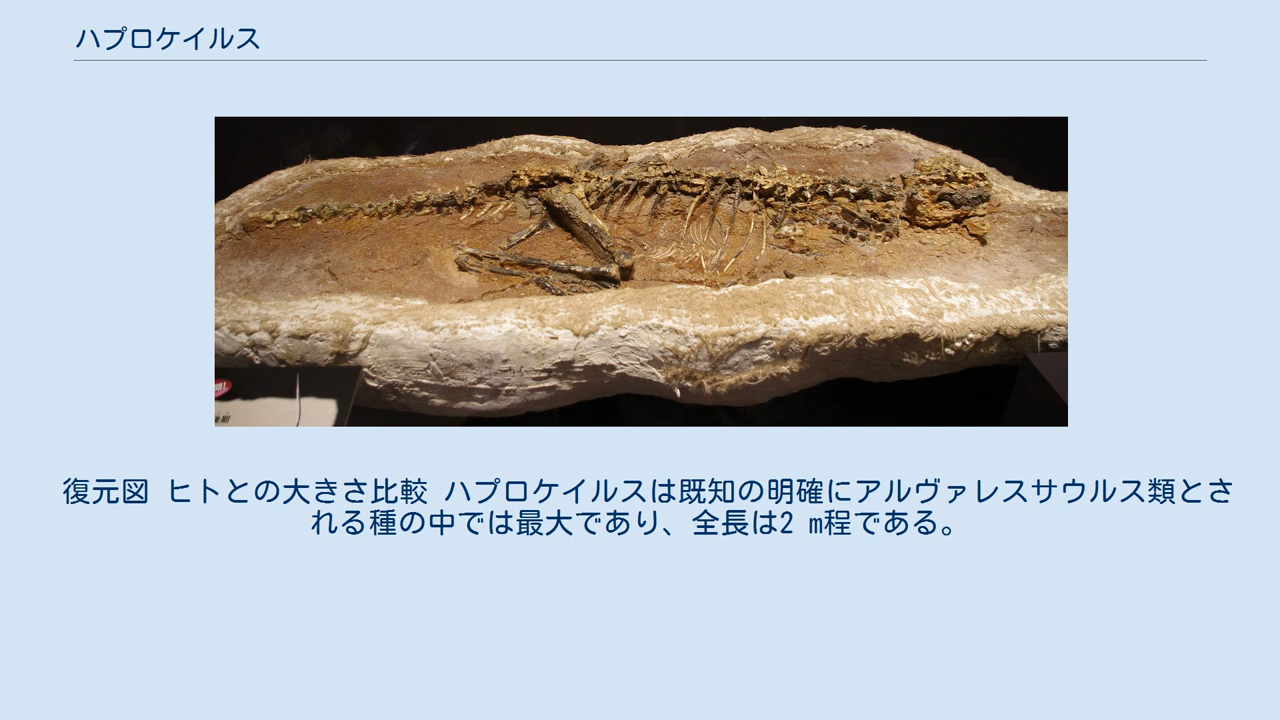 ハプロケイルス
復元図 ヒトとの大きさ比較 ハプロケイルスは既知の明確にアルヴァレスサウルス類とさ
れる種の中では最大であり、全長は2 m程である。